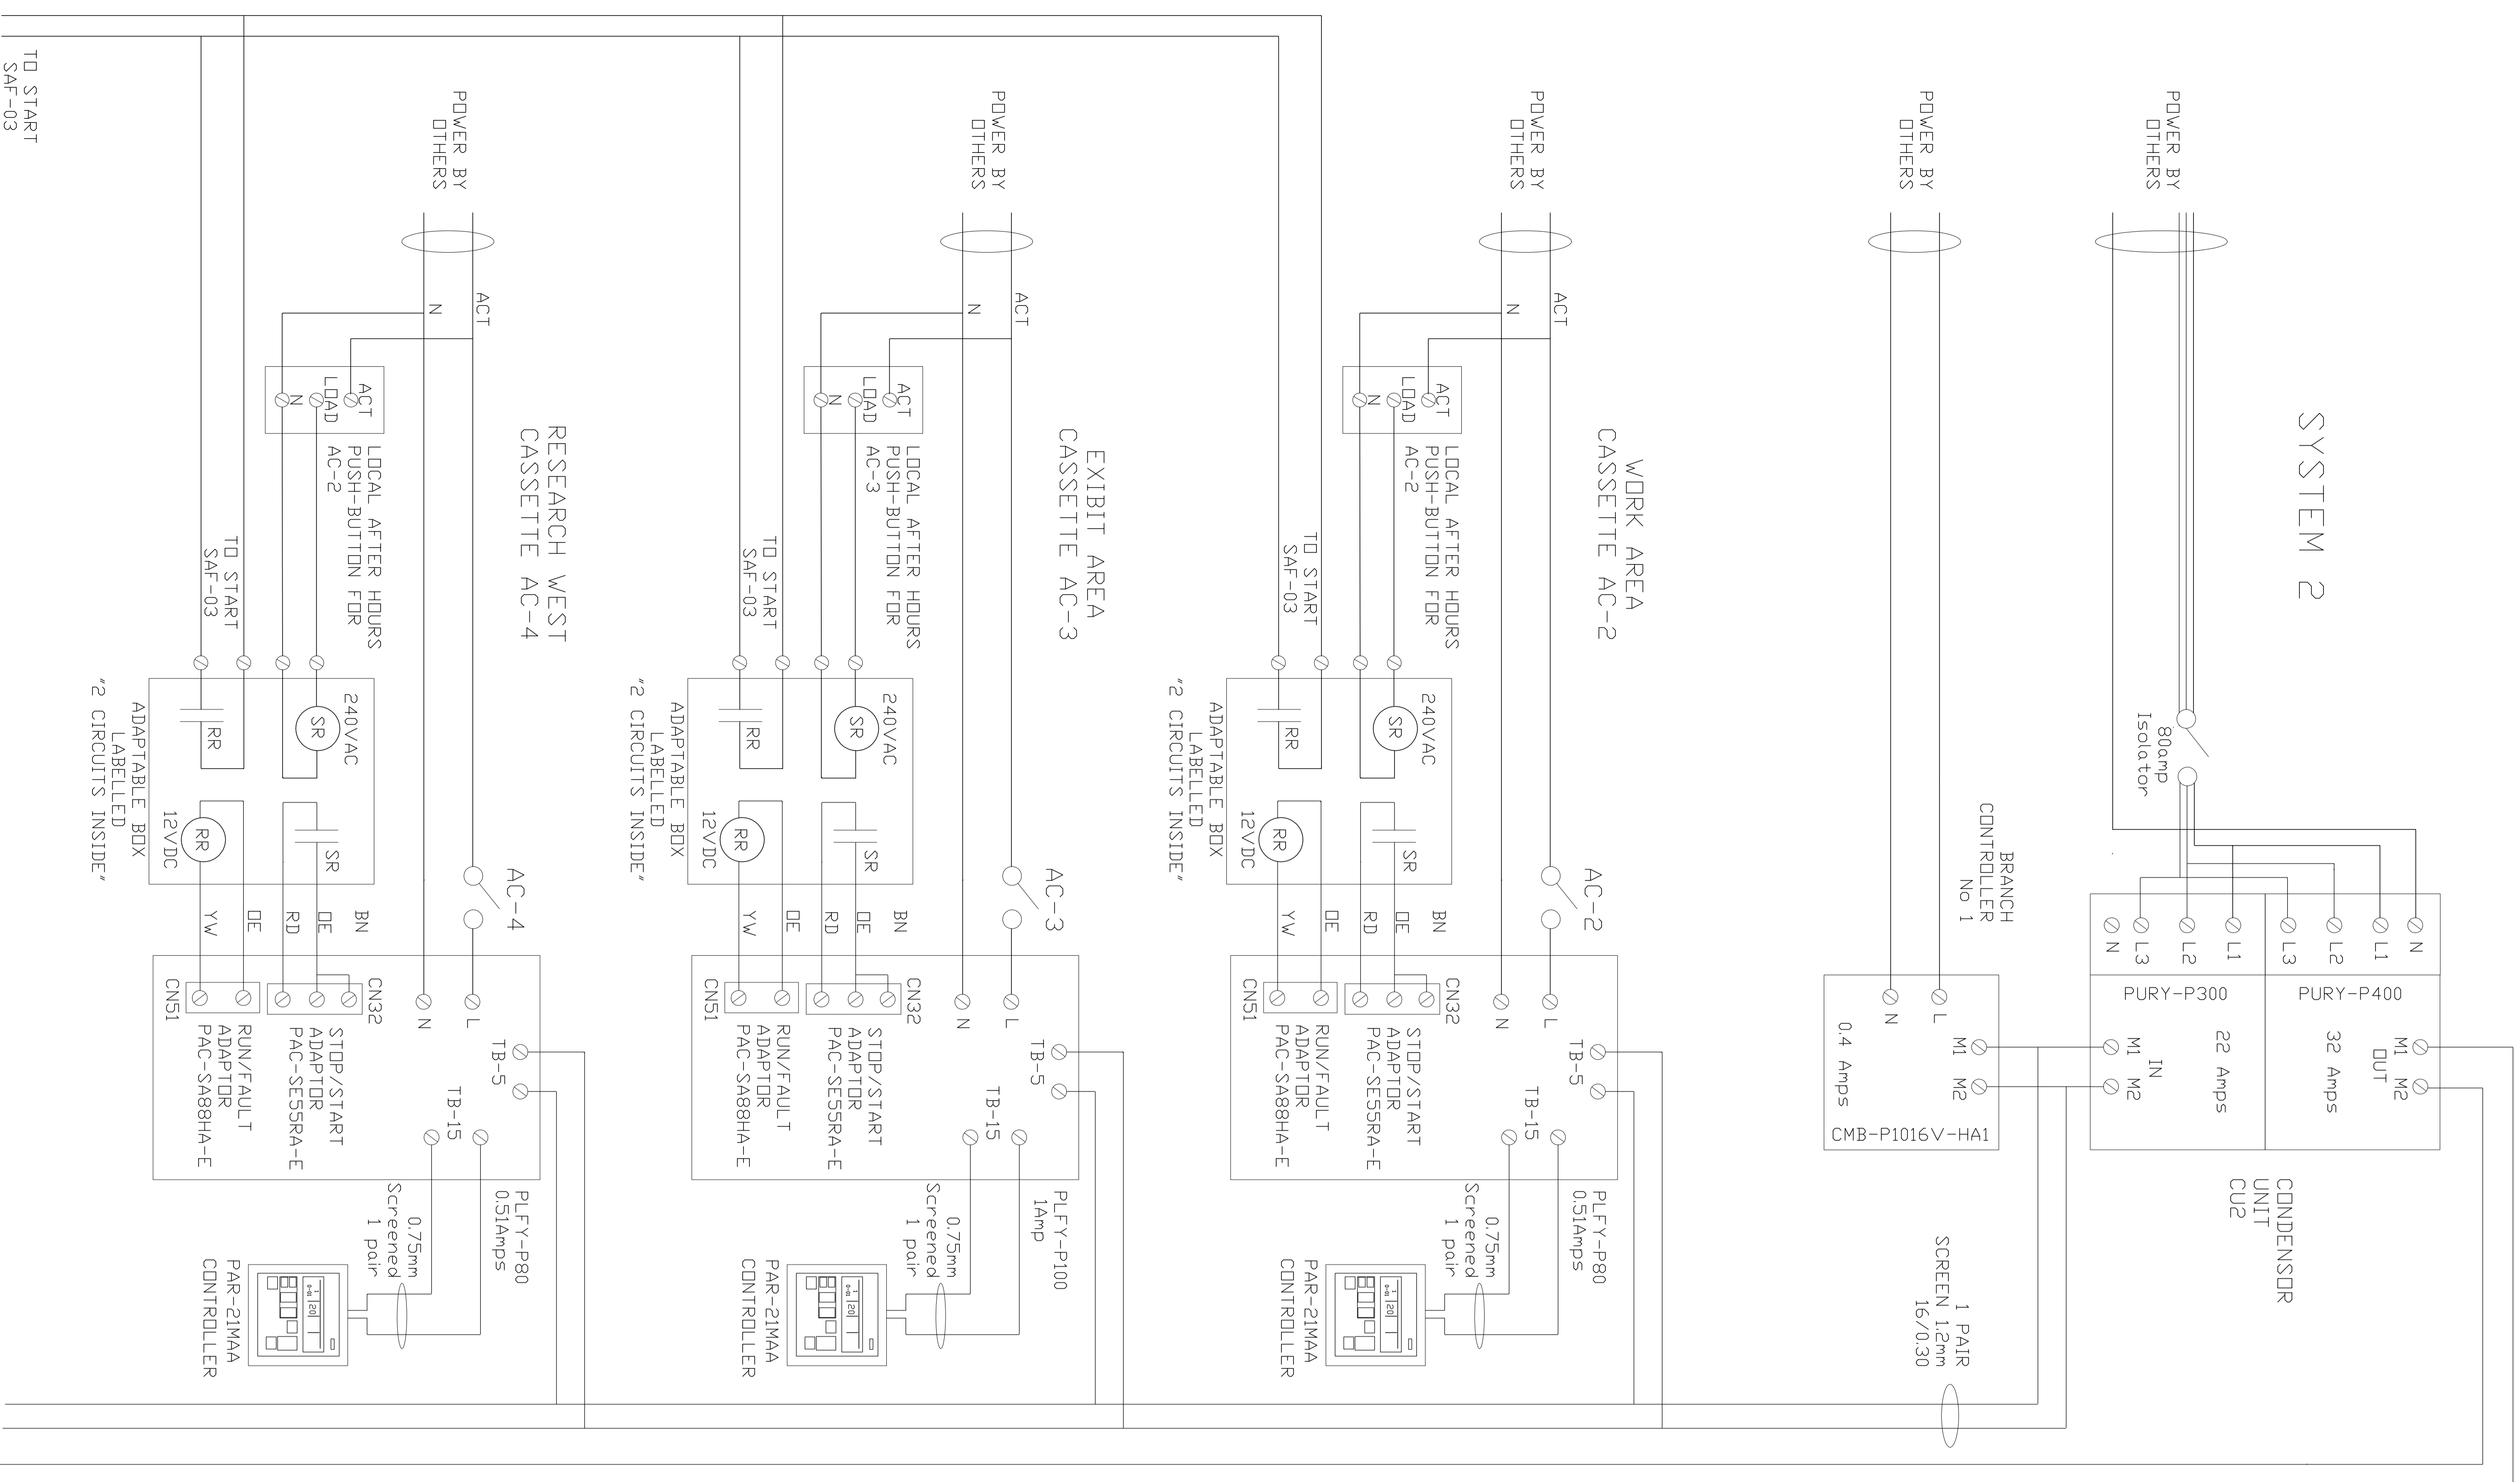 SYSTEM 2
POWER BY
OTHERS
80amp
Isolator
N
L1
L2
L3
L1
L2
L3
N
PURY-P400
PURY-P300
32 Amps
22 Amps
M1
M2
OUT
IN
M1
M2
CONDENSOR
UNIT
CU2
POWER BY
OTHERS
BRANCH
CONTROLLER
No 1
L
N
M1
M2
0.4 Amps
CMB-P1016V-HA1
1 PAIR
SCREEN 1.2mm
16/0.30
WORK AREA
CASSETTE AC-2
POWER BY
OTHERS
ACT
N
ACT
LOAD
N
LOCAL AFTER HOURS
PUSH-BUTTON FOR
AC-2
TO START
SAF-03
240VAC
SR
RR
SR
RR
12VDC
ADAPTABLE BOX
LABELLED
"2 CIRCUITS INSIDE"
AC-2
BN
OE
RD
OE
YW
L
N
CN32
CN51
STOP/START
ADAPTOR
PAC-SE55RA-E
RUN/FAULT
ADAPTOR
PAC-SA88HA-E
TB-5
TB-15
PLFY-P80
0.51Amps
0.75mm
Screened
1 pair
PAR-21MAA
CONTROLLER
1
0-01
20
EXIBIT AREA
CASSETTE AC-3
POWER BY
OTHERS
ACT
N
ACT
LOAD
N
LOCAL AFTER HOURS
PUSH-BUTTON FOR
AC-3
TO START
SAF-03
240VAC
SR
RR
SR
RR
12VDC
ADAPTABLE BOX
LABELLED
"2 CIRCUITS INSIDE"
AC-3
BN
OE
RD
OE
YW
L
N
CN32
CN51
STOP/START
ADAPTOR
PAC-SE55RA-E
RUN/FAULT
ADAPTOR
PAC-SA88HA-E
TB-5
TB-15
PLFY-P100
1Amp
0.75mm
Screened
1 pair
PAR-21MAA
CONTROLLER
1
0-01
20
RESEARCH WEST
CASSETTE AC-4
POWER BY
OTHERS
ACT
N
ACT
LOAD
N
LOCAL AFTER HOURS
PUSH-BUTTON FOR
AC-2
TO START
SAF-03
240VAC
SR
RR
SR
RR
12VDC
ADAPTABLE BOX
LABELLED
"2 CIRCUITS INSIDE"
AC-4
BN
OE
RD
OE
YW
L
N
CN32
CN51
STOP/START
ADAPTOR
PAC-SE55RA-E
RUN/FAULT
ADAPTOR
PAC-SA88HA-E
TB-5
TB-15
PLFY-P80
0.51Amps
0.75mm
Screened
1 pair
PAR-21MAA
CONTROLLER
1
0-01
20
TO START
SAF-03